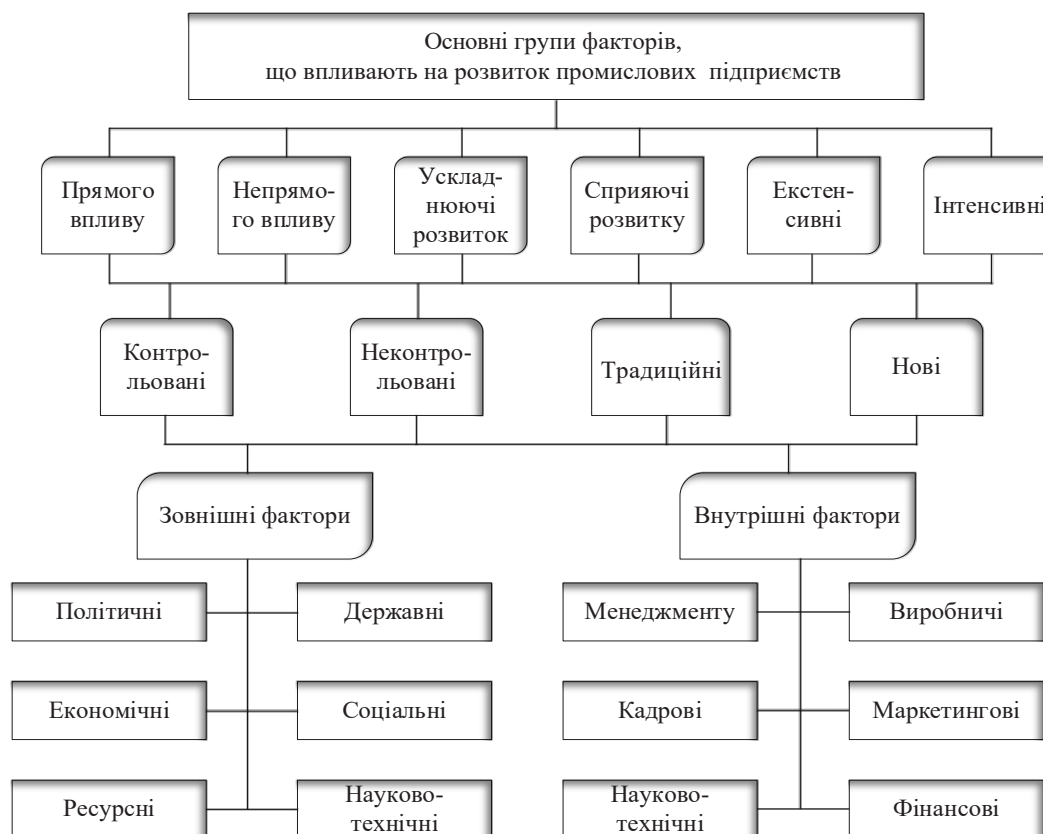 Основні групи факторів,
що впливають на розвиток промислових підприємств
Прямого
впливу
Непрямо-
го впливу
Усклад-
нюючі
розвиток
Сприяючі
розвитку
Екстен-
сивні
Інтенсивні
Контро-
льовані
Неконтро-
льовані
Традиційні
Нові
Зовнішні фактори
Внутрішні фактори
Політичні
Державні
Менеджменту
Виробничі
Економічні
Соціальні
Кадрові
Маркетингові
Ресурсні
Науково-
технічні
Науково-
технічні
Фінансові